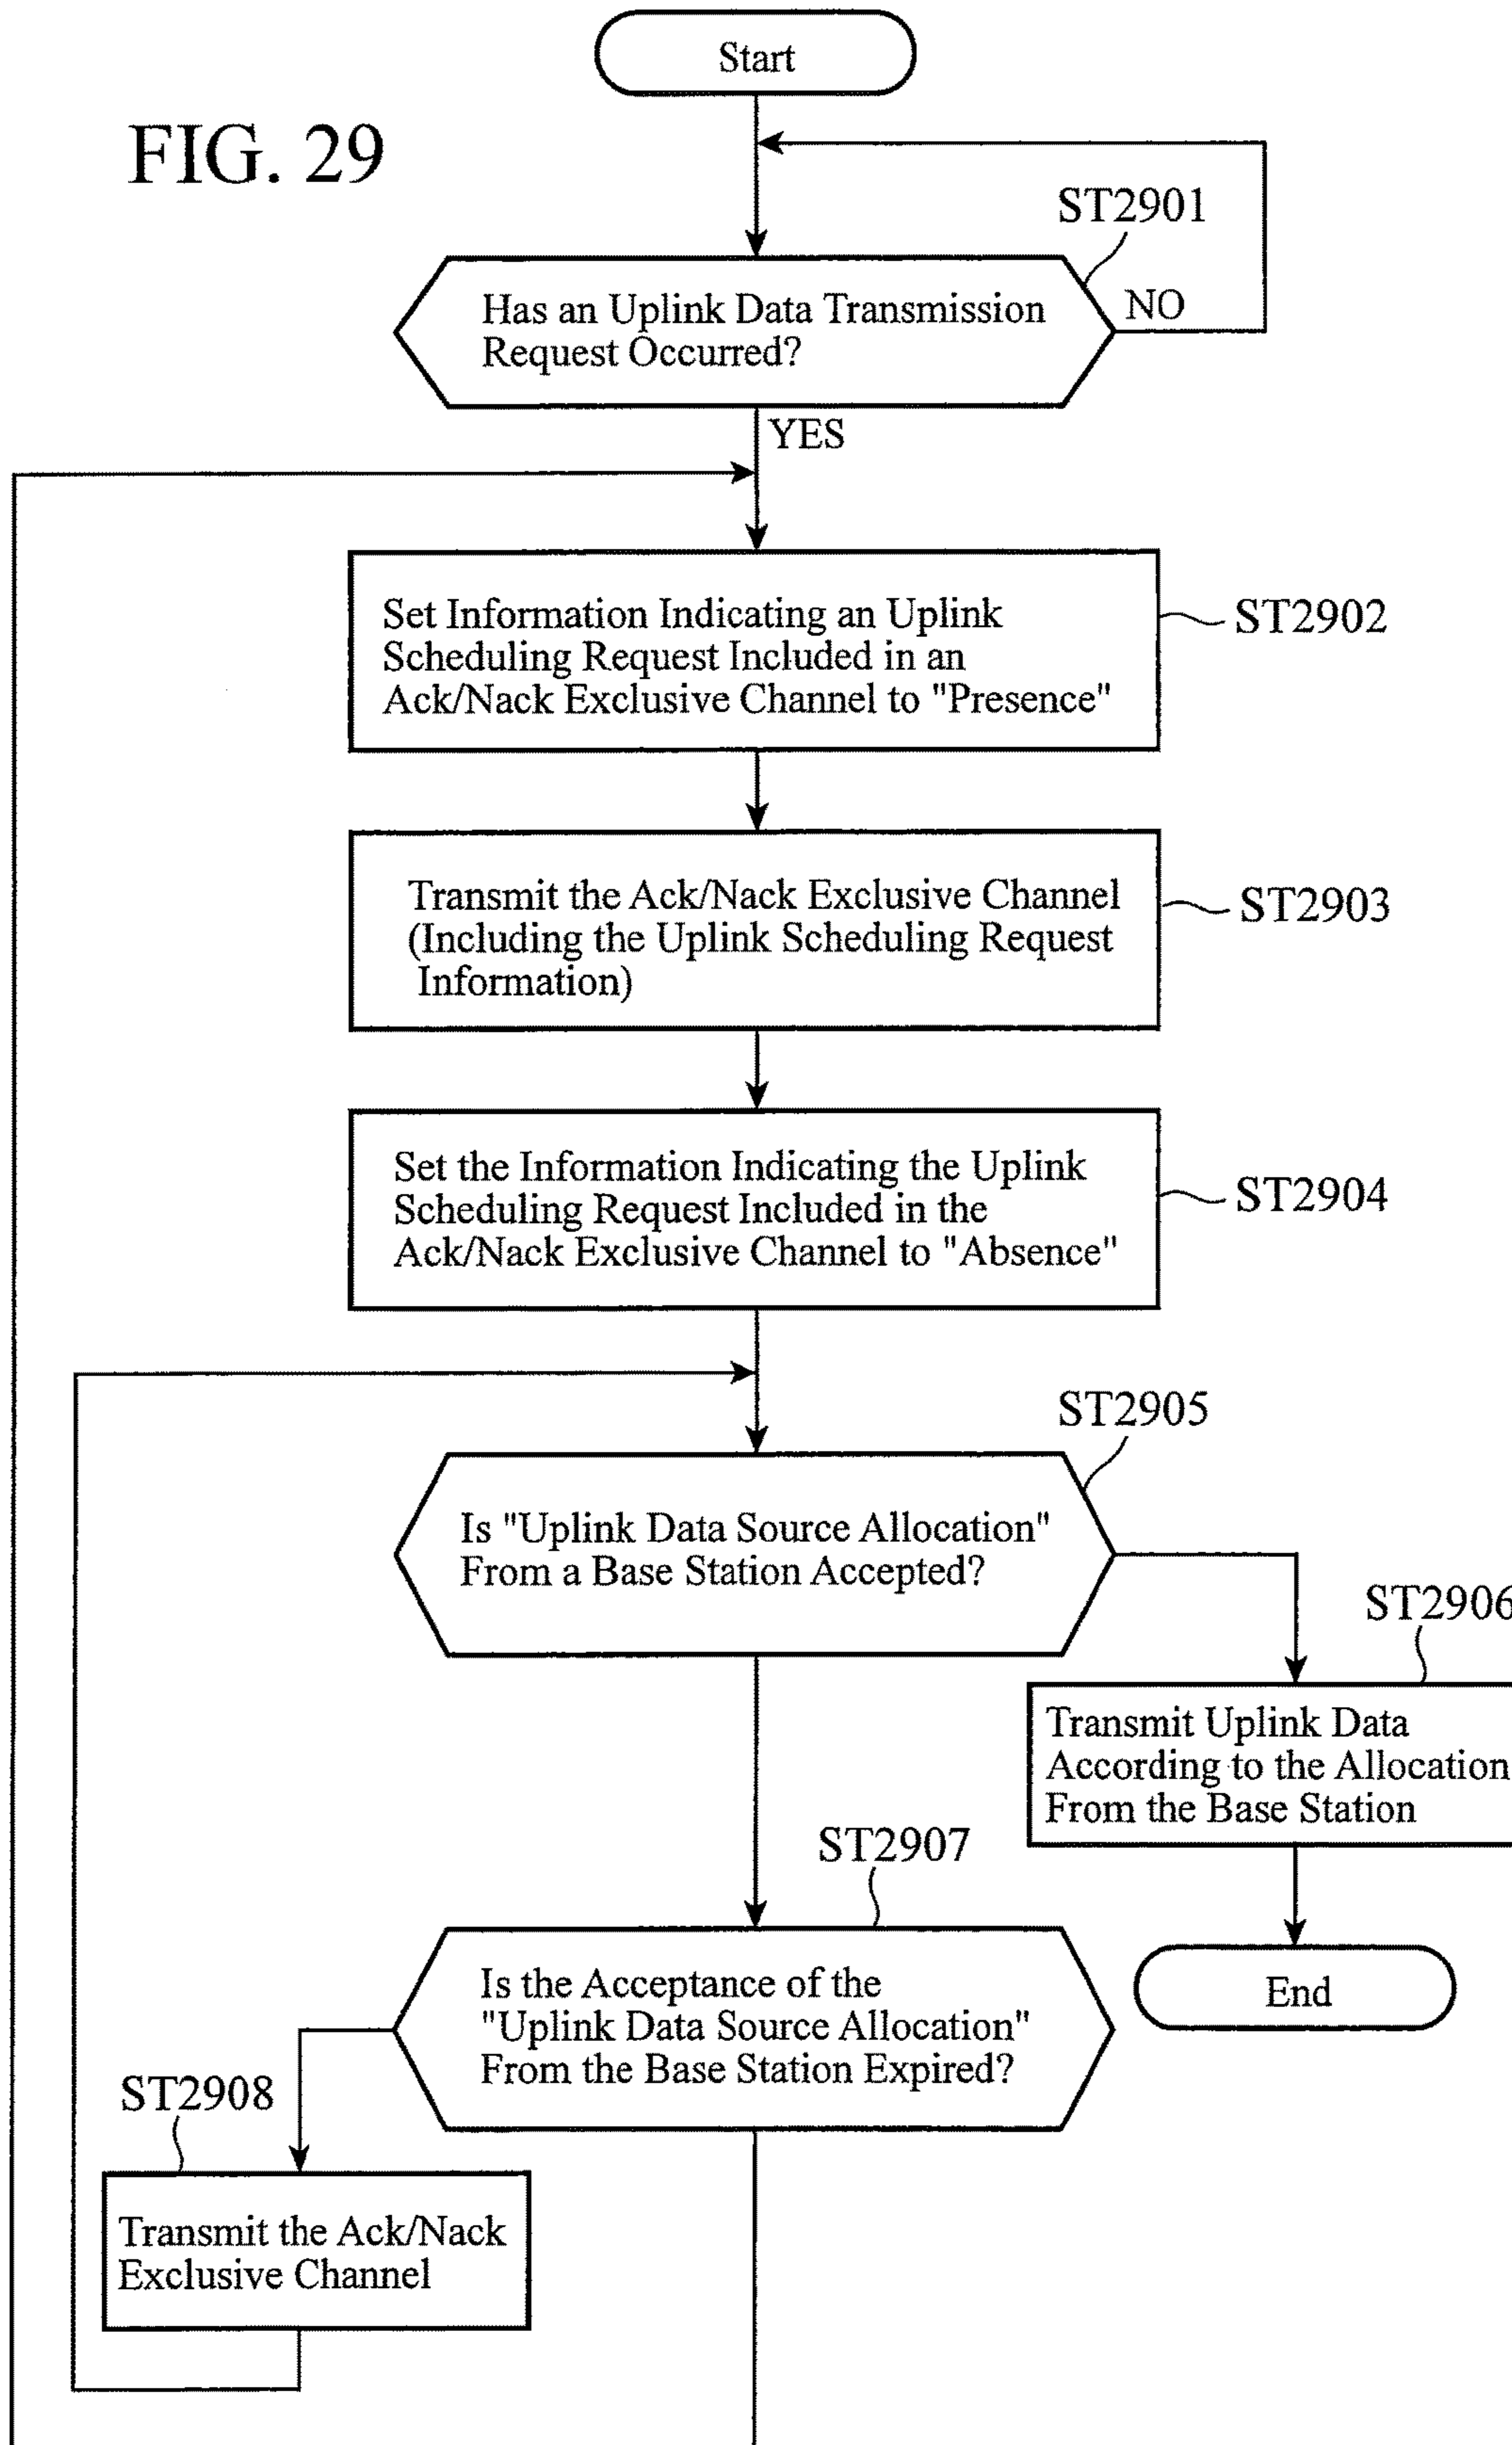 Start
FIG. 29
ST2901
Has an Uplink Data Transmission
Request Occurred?
NO
YES
Set Information Indicating an Uplink
Scheduling Request Included in an
Ack/Nack Exclusive Channel to "Presence"
ST2902
Transmit the Ack/Nack Exclusive Channel
(Including the Uplink Scheduling Request
Information)
ST2903
Set the Information Indicating the Uplink
Scheduling Request Included in the
Ack/Nack Exclusive Channel to "Absence"
ST2904
ST2905
Is "Uplink Data Source Allocation"
From a Base Station Accepted?
ST2906
Transmit Uplink Data
According to the Allocation
From the Base Station
ST2907
Is the Acceptance of the
"Uplink Data Source Allocation"
From the Base Station Expired?
End
ST2908
Transmit the Ack/Nack
Exclusive Channel